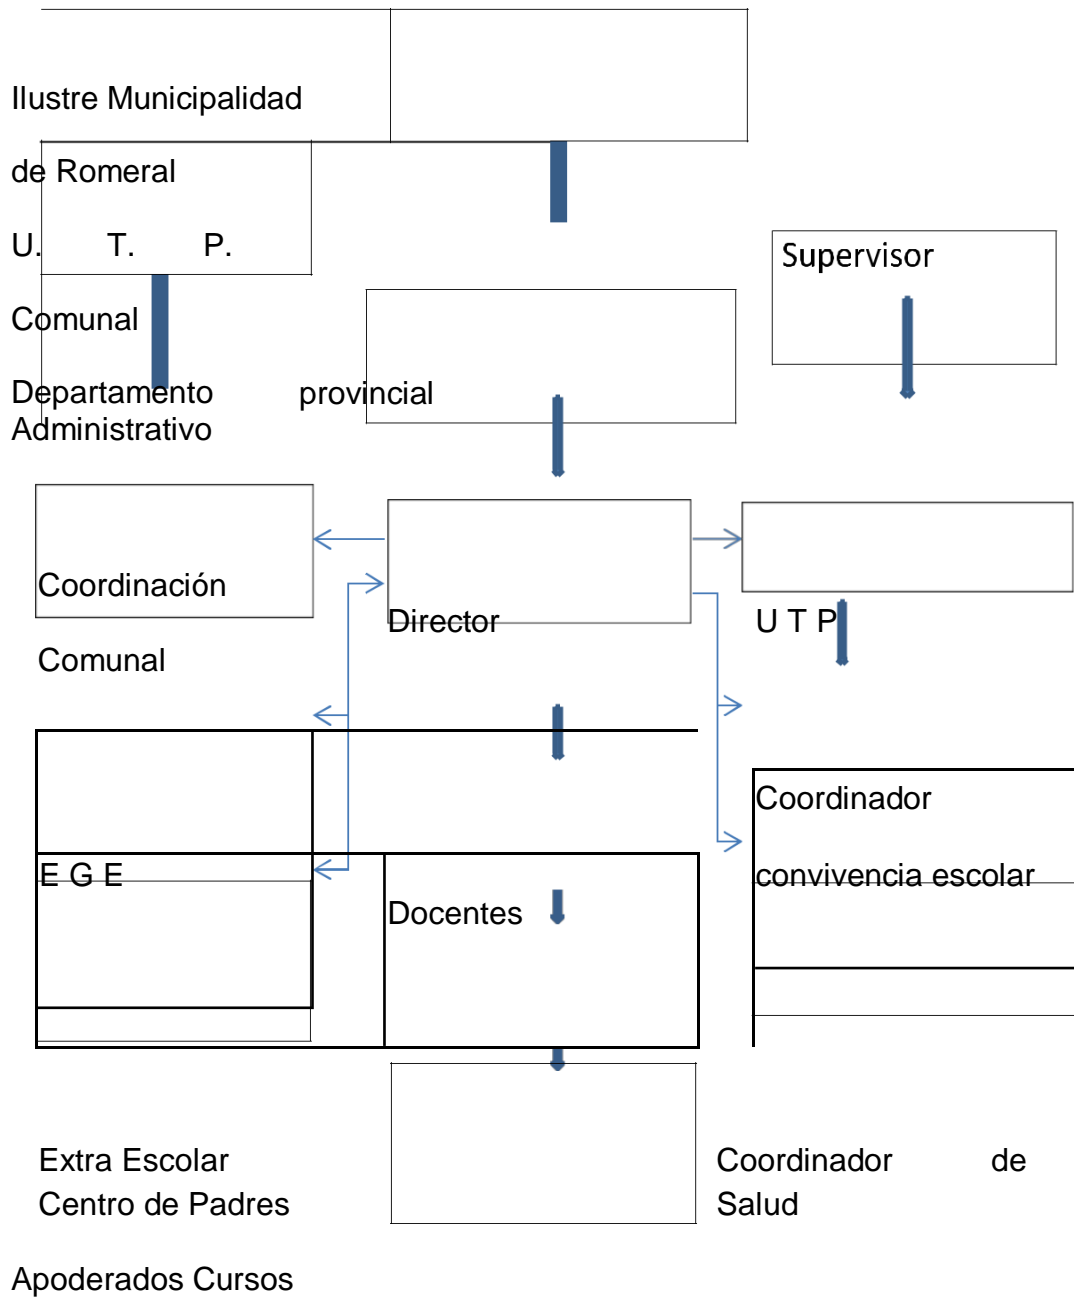 Ilustre Municipalidad
de Romeral
U. T. P.
Supervisor
Comunal
Departamento provincial
Administrativo
Coordinación
Comunal
Director
U T P
Coordinador
convivencia escolar
E G E
Docentes
Extra Escolar
Centro de Padres
Coordinador de
Salud
Apoderados Cursos